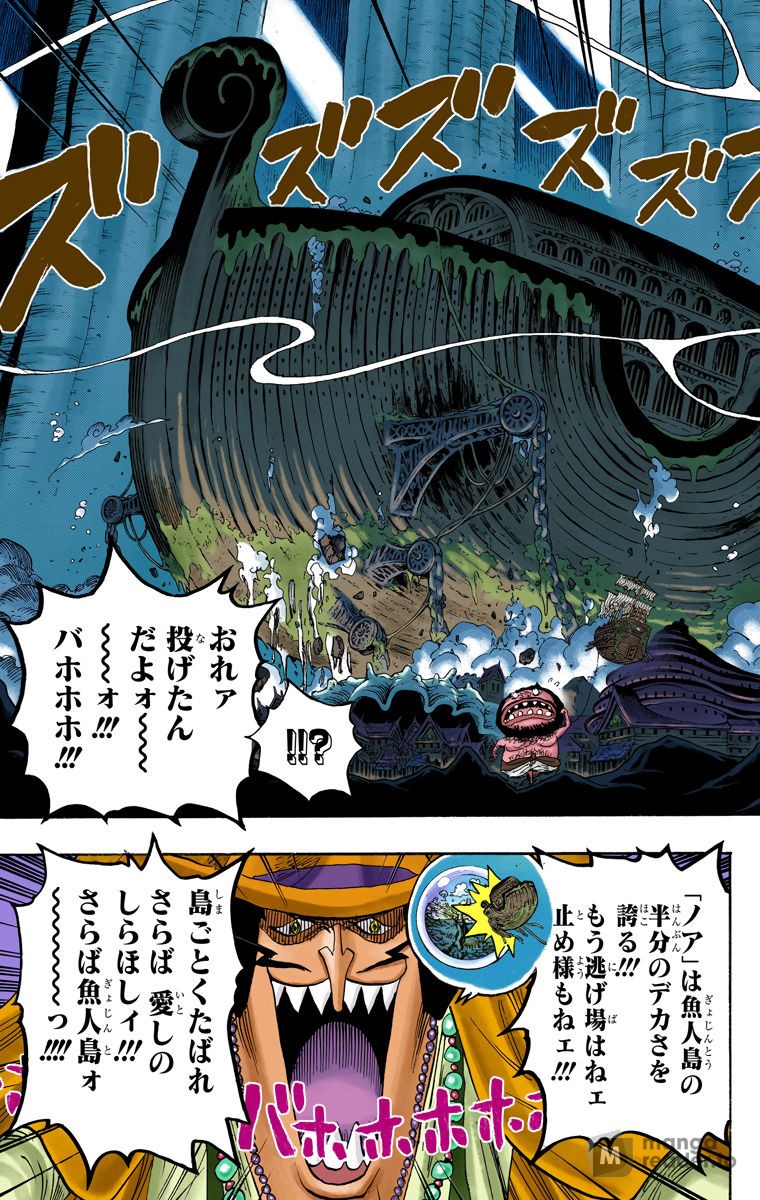 ズズズズズズ
!!?
おれァ
投げたん
だよォ〜〜
〜〜〜ォ!!!
バホホホ!!!
「ノア」は魚人島の
半分のデカさを
誇る!!!
もう逃げ場はねェ
止め様もねェ!!!
島ごとくたばれ
さらば 愛しの
しらほしィ!!!
さらば魚人島ォ
〜〜〜〜〜っ!!!!
バホホホホ
M manga